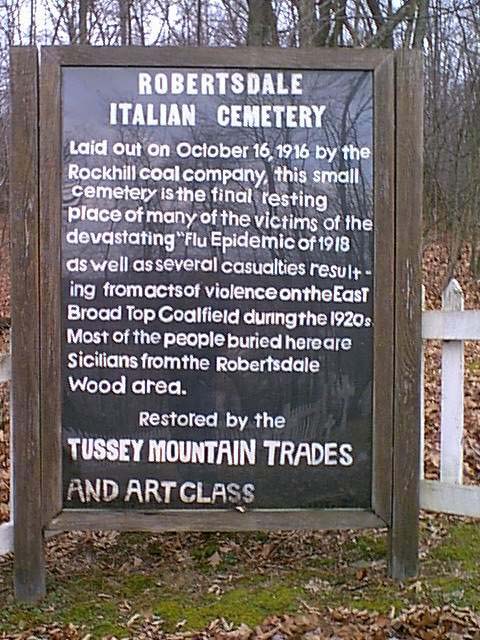 ROBERTSDALE
ITALIAN CEMETERY
Laid out on October 16, 1916 by the
Rockhill coal company, this small
cemetery is the final resting
place of many of the victims of the
devastating "Flu Epidemic of 1918
as well as several casualties result-
ing from acts of violence on the East
Broad Top Coalfield during the 1920s
Most of the people buried here are
Sicilians from the Robertsdale
Wood area.
Restored by the
TUSSEY MOUNTAIN TRADES
AND ART CLASS